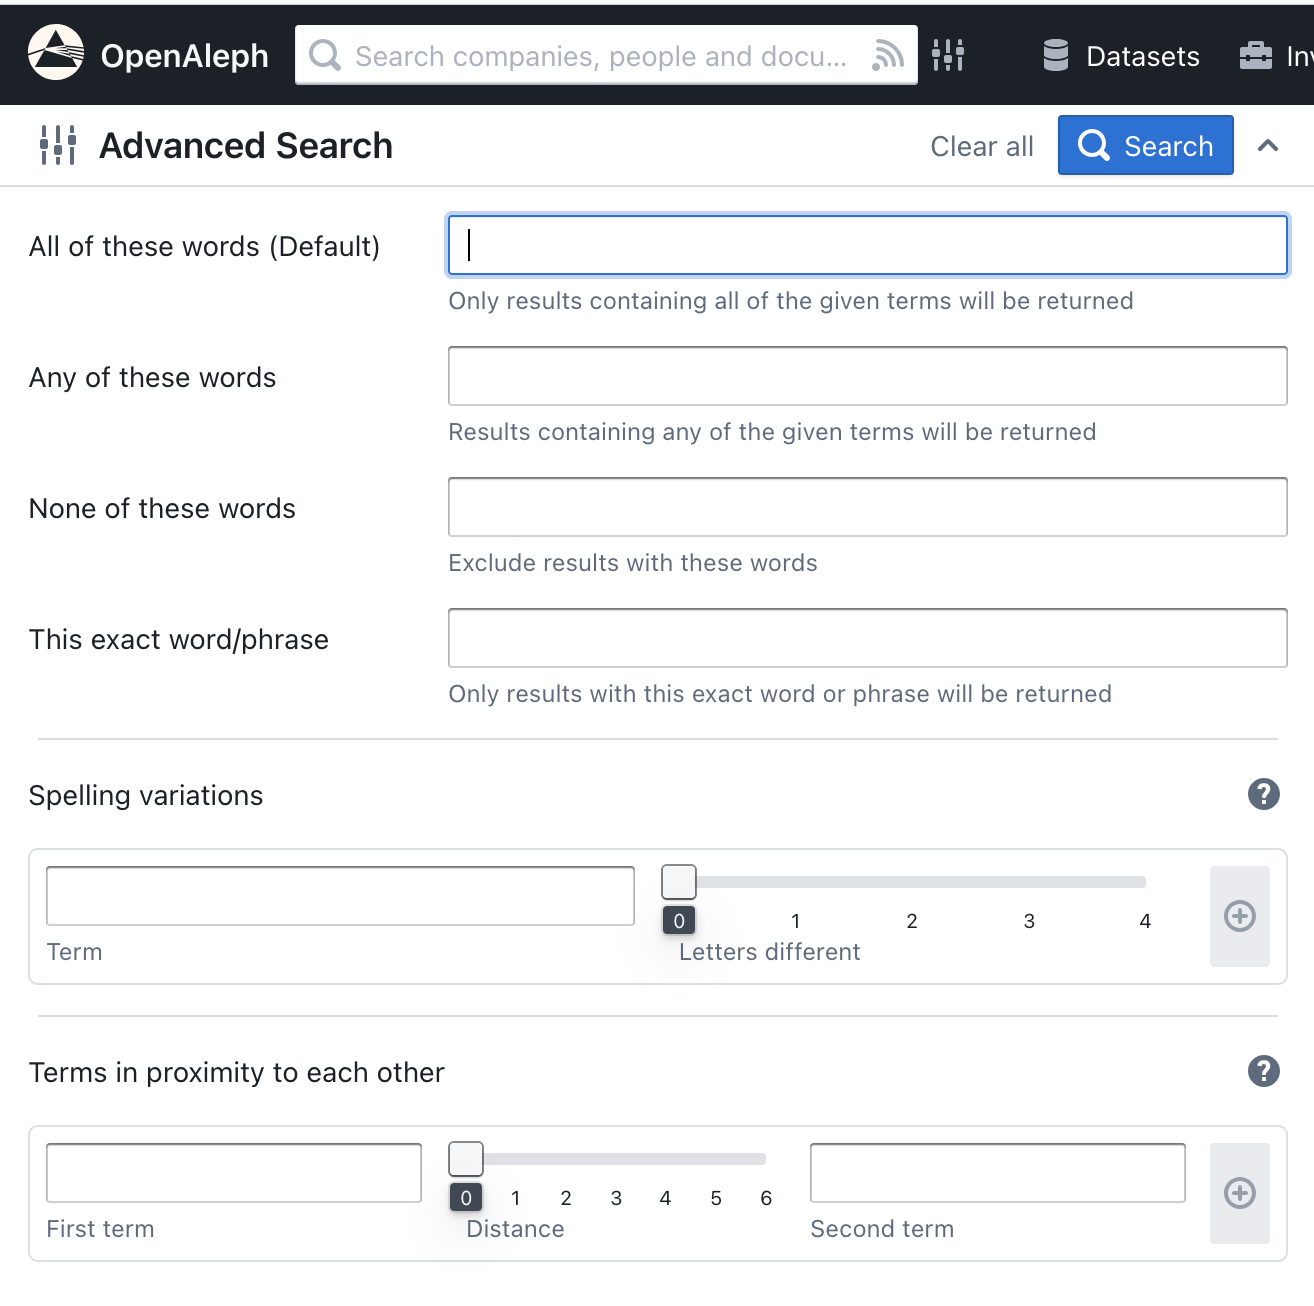 OpenAleph
Search companies, people and docu...
Datasets
Inv
Advanced Search
Clear all
Search
All of these words (Default)
Only results containing all of the given terms will be returned
Any of these words
Results containing any of the given terms will be returned
None of these words
Exclude results with these words
This exact word/phrase
Only results with this exact word or phrase will be returned
Spelling variations
?
0 1 2 3 4
Term
Letters different
Terms in proximity to each other
?
0 1 2 3 4 5 6
First term
Distance
Second term